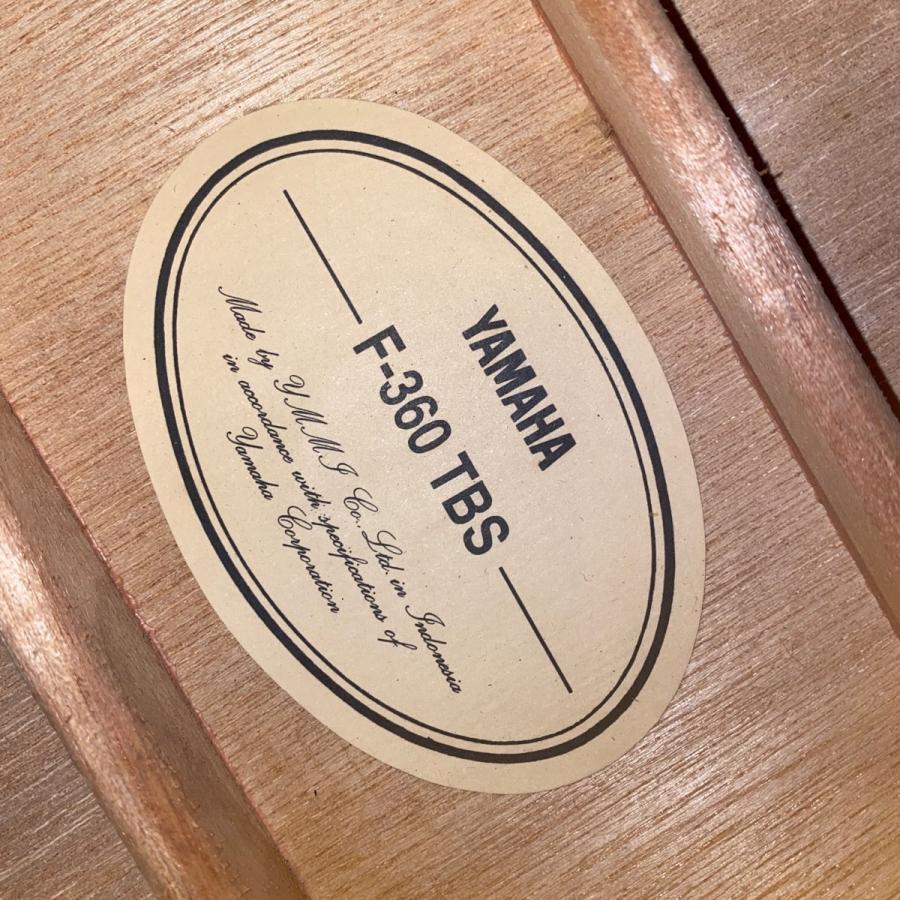 YAMAHA
F-360 TBS
Made by YMMI Co., Ltd. in Indonesia
in accordance with specifications of
Yamaha Corporation